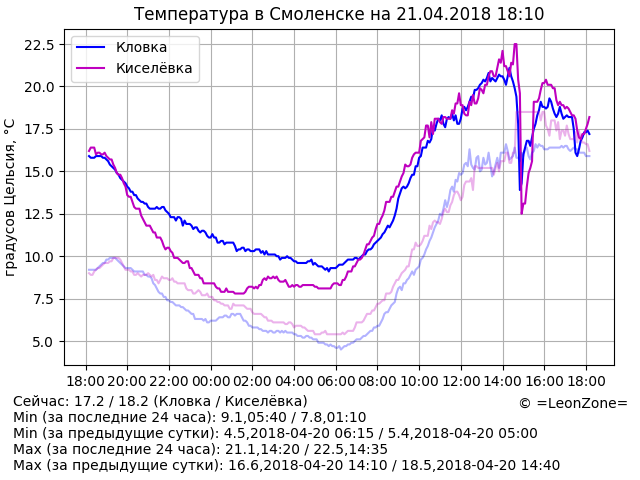 Температура в Смоленске на 21.04.2018 18:10
градусов Цельсия, °C
22.5
20.0
17.5
15.0
12.5
10.0
7.5
5.0
Кловка
Киселёвка
18:00 20:00 22:00 00:00 02:00 04:00 06:00 08:00 10:00 12:00 14:00 16:00 18:00
Сейчас: 17.2 / 18.2 (Кловка / Киселёвка)
© =LeonZone=
Min (за последние 24 часа): 9.1,05:40 / 7.8,01:10
Min (за предыдущие сутки): 4.5,2018-04-20 06:15 / 5.4,2018-04-20 05:00
Max (за последние 24 часа): 21.1,14:20 / 22.5,14:35
Max (за предыдущие сутки): 16.6,2018-04-20 14:10 / 18.5,2018-04-20 14:40